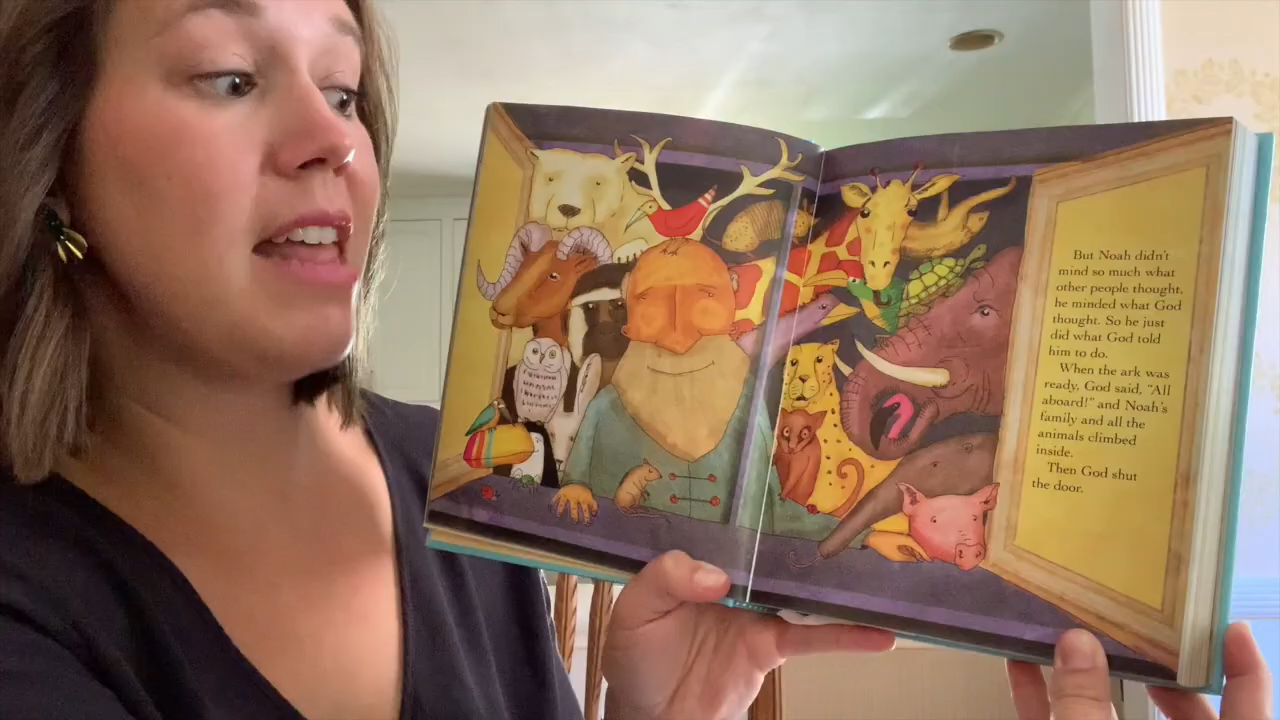 But Noah didn't
mind so much what
other people thought,
he minded what God
thought. So he just
did what God told
him to do.
When the ark was
ready, God said, "All
aboard!" and Noah's
family and all the
animals climbed
inside.
Then God shut
the door.